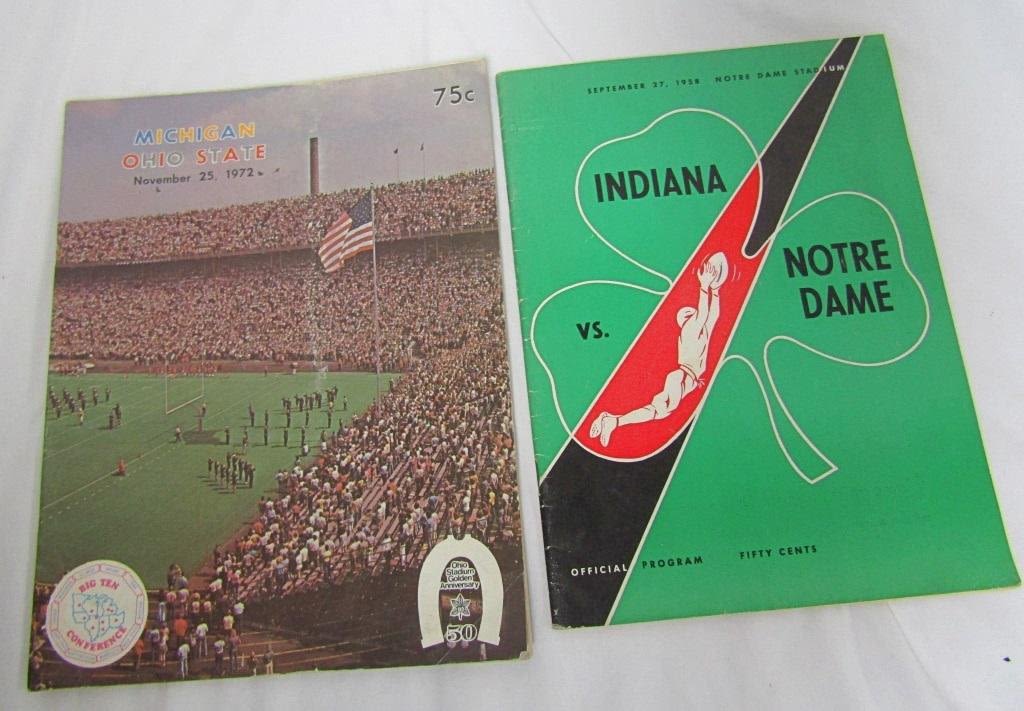 75c
MICHIGAN
OHIO STATE
November 25, 1972
BIG TEN
CONFERENCE
Ohio
Stadium
Golden
Anniversary
50
SEPTEMBER 27, 1958 NOTRE DAME STADIUM
INDIANA
VS.
NOTRE
DAME
OFFICIAL PROGRAM FIFTY CENTS